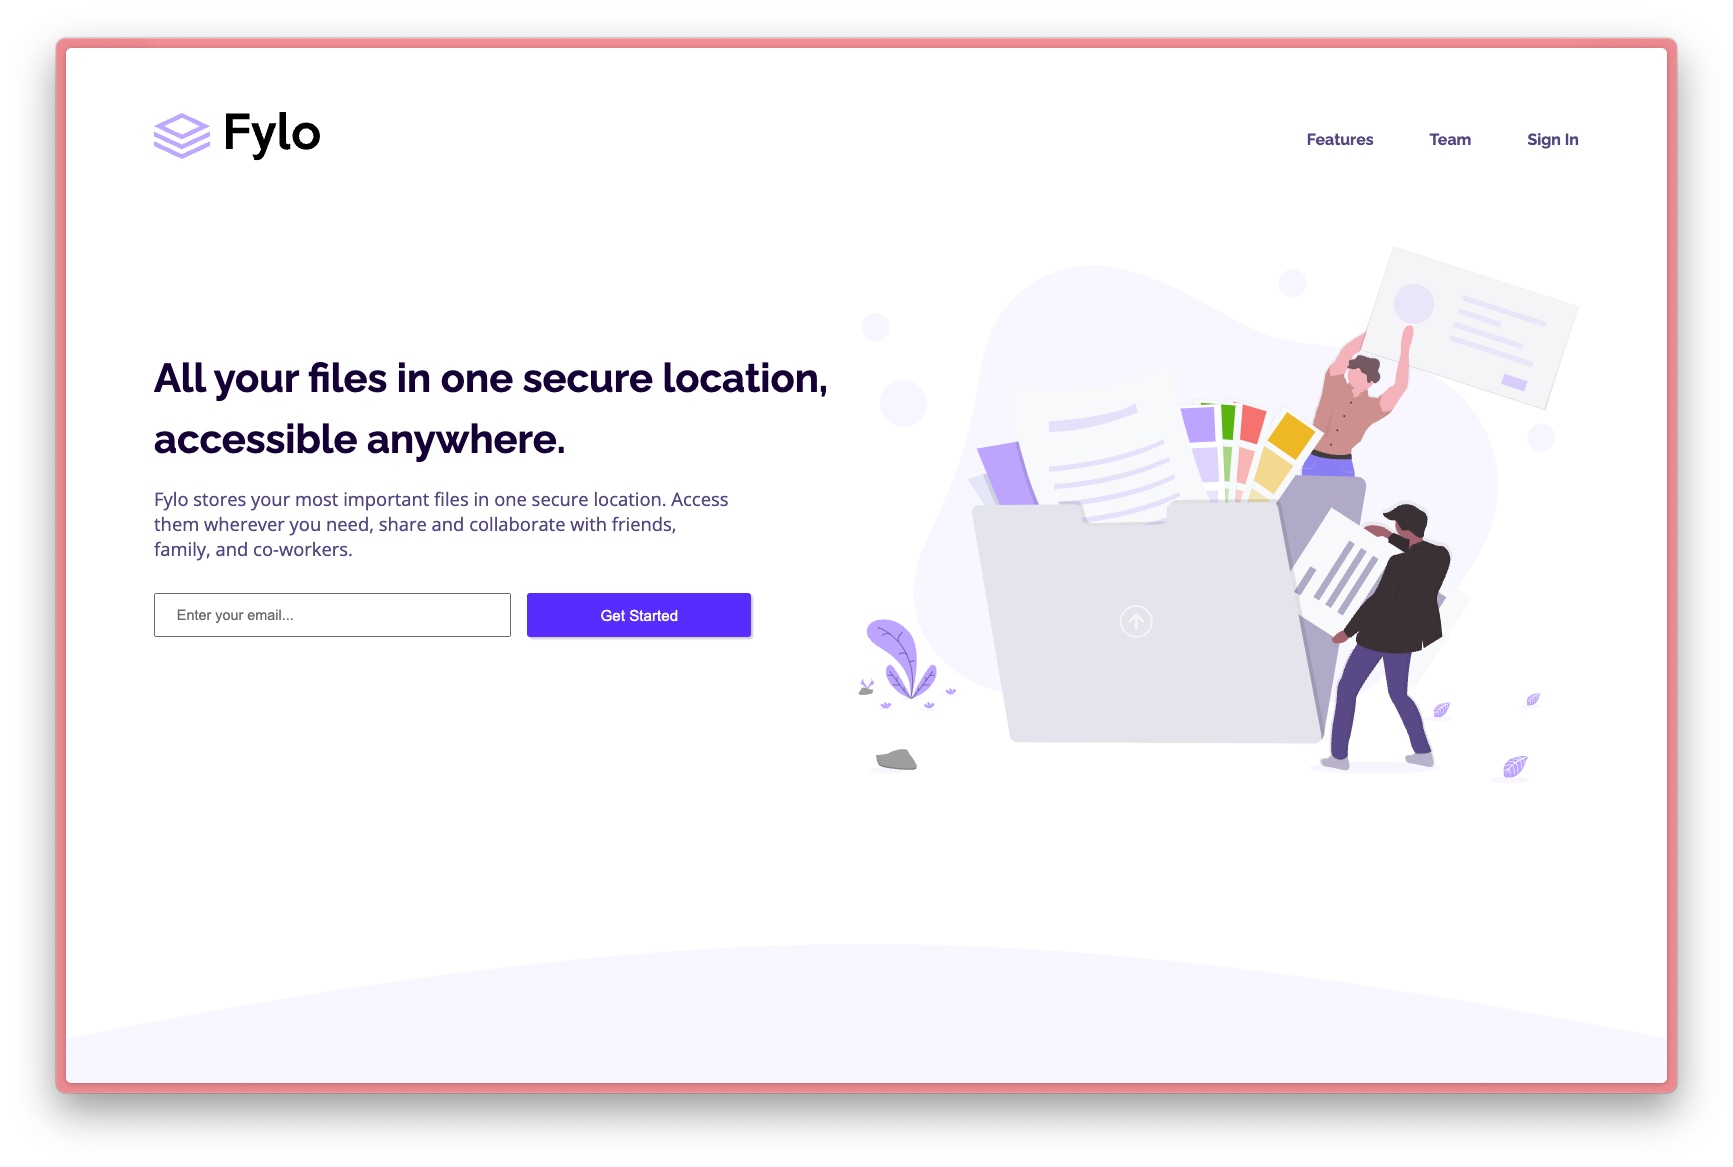 Fylo
Features
Team
Sign In
All your files in one secure location,
accessible anywhere.
Fylo stores your most important files in one secure location. Access
them wherever you need, share and collaborate with friends,
family, and co-workers.
Enter your email...
Get Started